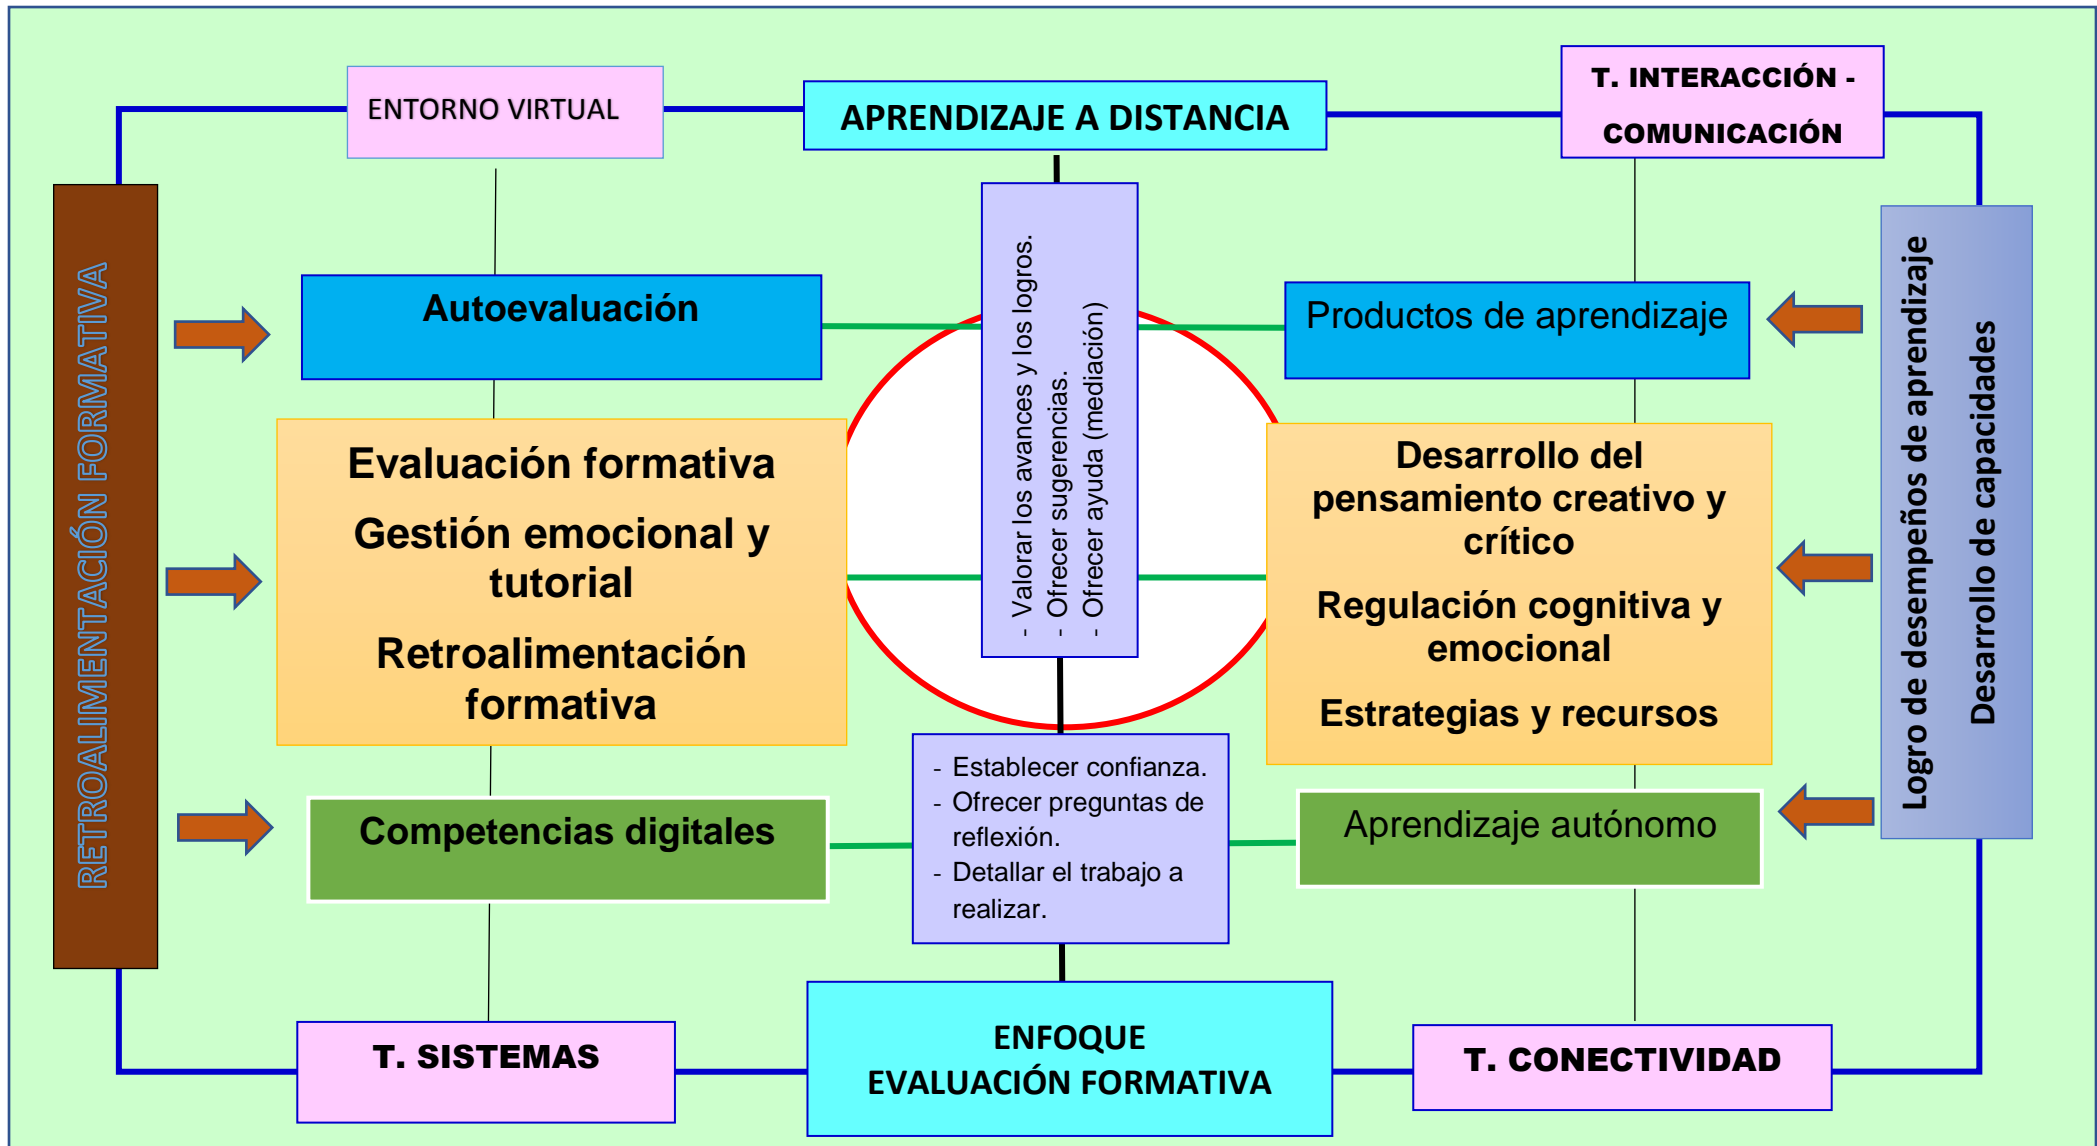 ENTORNO VIRTUAL
APRENDIZAJE A DISTANCIA
T. INTERACCIÓN -
COMUNICACIÓN
RETROALIMENTACIÓN FORMATIVA
Autoevaluación
- Valorar los avances y los logros.
- Ofrecer sugerencias.
- Ofrecer ayuda (mediación)
Productos de aprendizaje
Logro de desempeños de aprendizaje
Desarrollo de capacidades
Evaluación formativa
Gestión emocional y
tutorial
Retroalimentación
formativa
Desarrollo del
pensamiento creativo y
crítico
Regulación cognitiva y
emocional
Estrategias y recursos
Competencias digitales
- Establecer confianza.
- Ofrecer preguntas de
reflexión.
- Detallar el trabajo a
realizar.
Aprendizaje autónomo
T. SISTEMAS
ENFOQUE
EVALUACIÓN FORMATIVA
T. CONECTIVIDAD